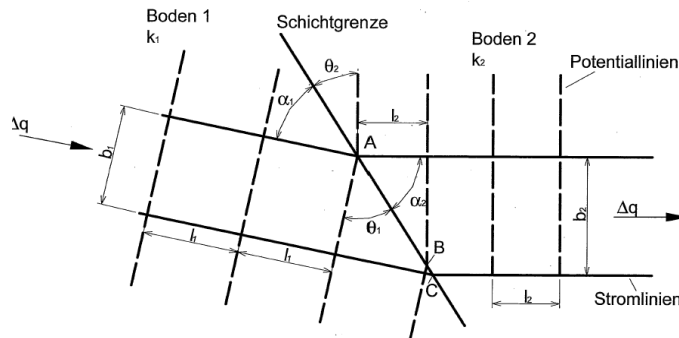 Boden 1
k₁
Schichtgrenze
Boden 2
k₂
Potentiallinien
θ₂
α₁
l₂
A
Δq
b₁
α₂
b₂
Δq
θ₁
B
C
l₁
l₁
l₂
Stromlinien